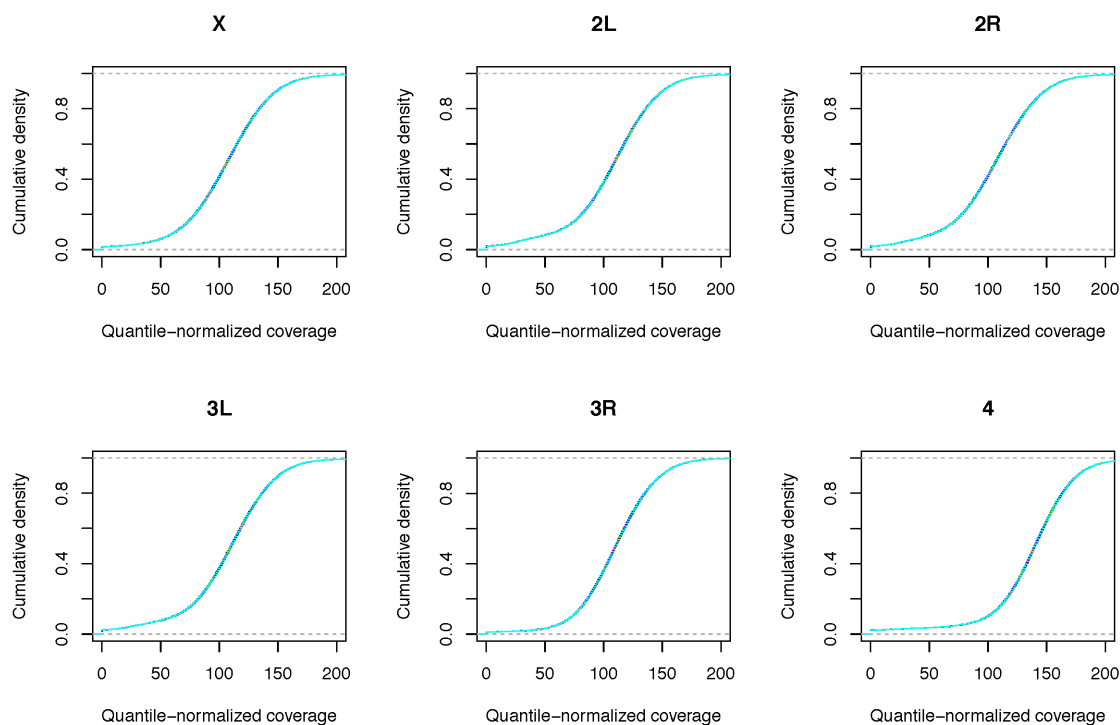 X
2L
2R
Cumulative density
0.0 0.4 0.8
0 50 100 150 200
Quantile−normalized coverage
Cumulative density
0.0 0.4 0.8
0 50 100 150 200
Quantile−normalized coverage
Cumulative density
0.0 0.4 0.8
0 50 100 150 200
Quantile−normalized coverage
3L
3R
4
Cumulative density
0.0 0.4 0.8
0 50 100 150 200
Quantile−normalized coverage
Cumulative density
0.0 0.4 0.8
0 50 100 150 200
Quantile−normalized coverage
Cumulative density
0.0 0.4 0.8
0 50 100 150 200
Quantile−normalized coverage